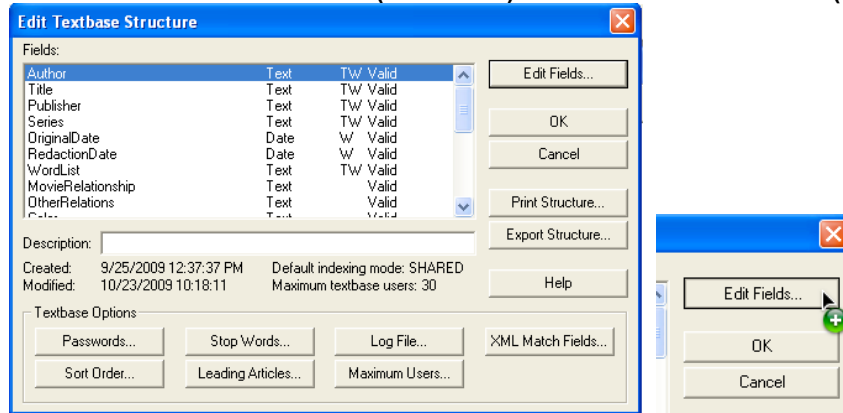 Edit Textbase Structure
Fields:
Author Text TW Valid
Title Text TW Valid
Publisher Text TW Valid
Series Text TW Valid
OriginalDate Date W Valid
RedactionDate Date W Valid
WordList Text TW Valid
MovieRelationship Text Valid
OtherRelations Text Valid
Edit Fields...
OK
Cancel
Print Structure...
Export Structure...
Help
Description:
Created: 9/25/2009 12:37:37 PM Default indexing mode: SHARED
Modified: 10/23/2009 10:18:11 Maximum textbase users: 30
Textbase Options
Passwords... Stop Words... Log File... XML Match Fields...
Sort Order... Leading Articles... Maximum Users...
Edit Fields...
OK
Cancel